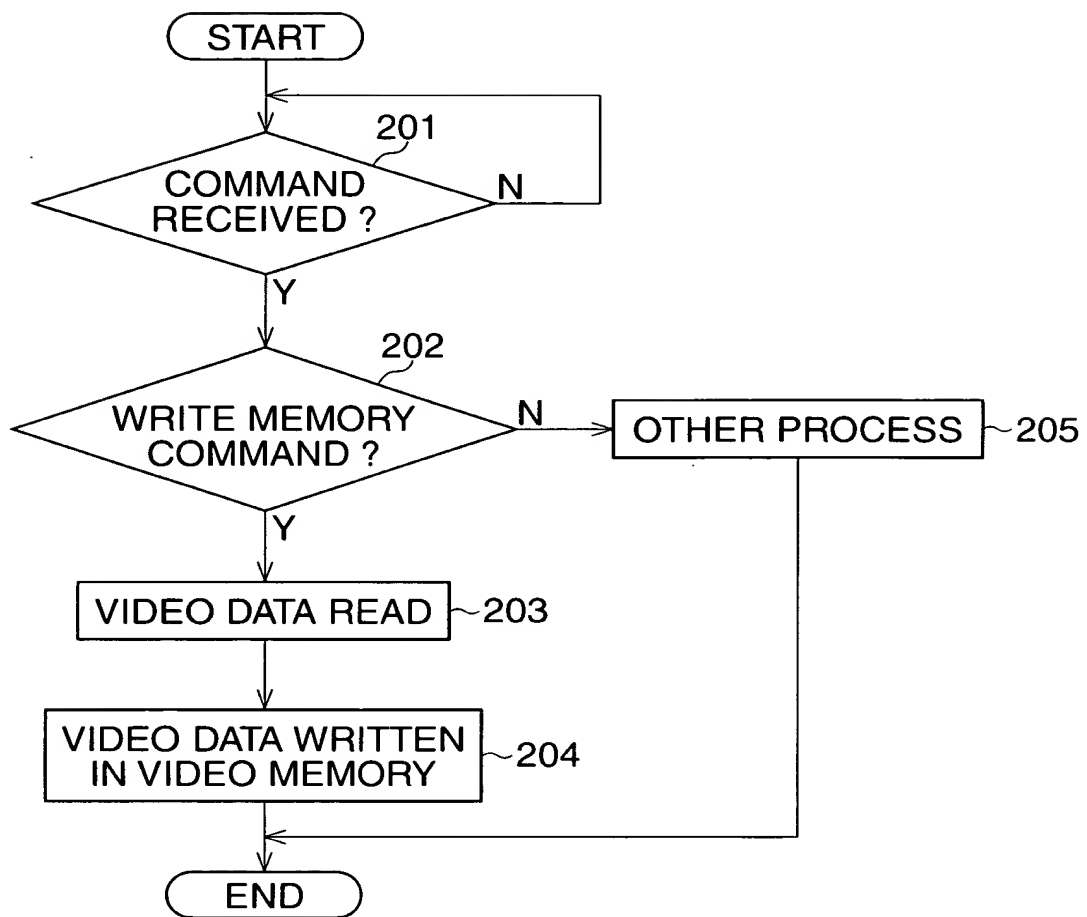 START
201
COMMAND
RECEIVED ?
N
Y
202
WRITE MEMORY
COMMAND ?
N
OTHER PROCESS
205
Y
VIDEO DATA READ
203
VIDEO DATA WRITTEN
IN VIDEO MEMORY
204
END